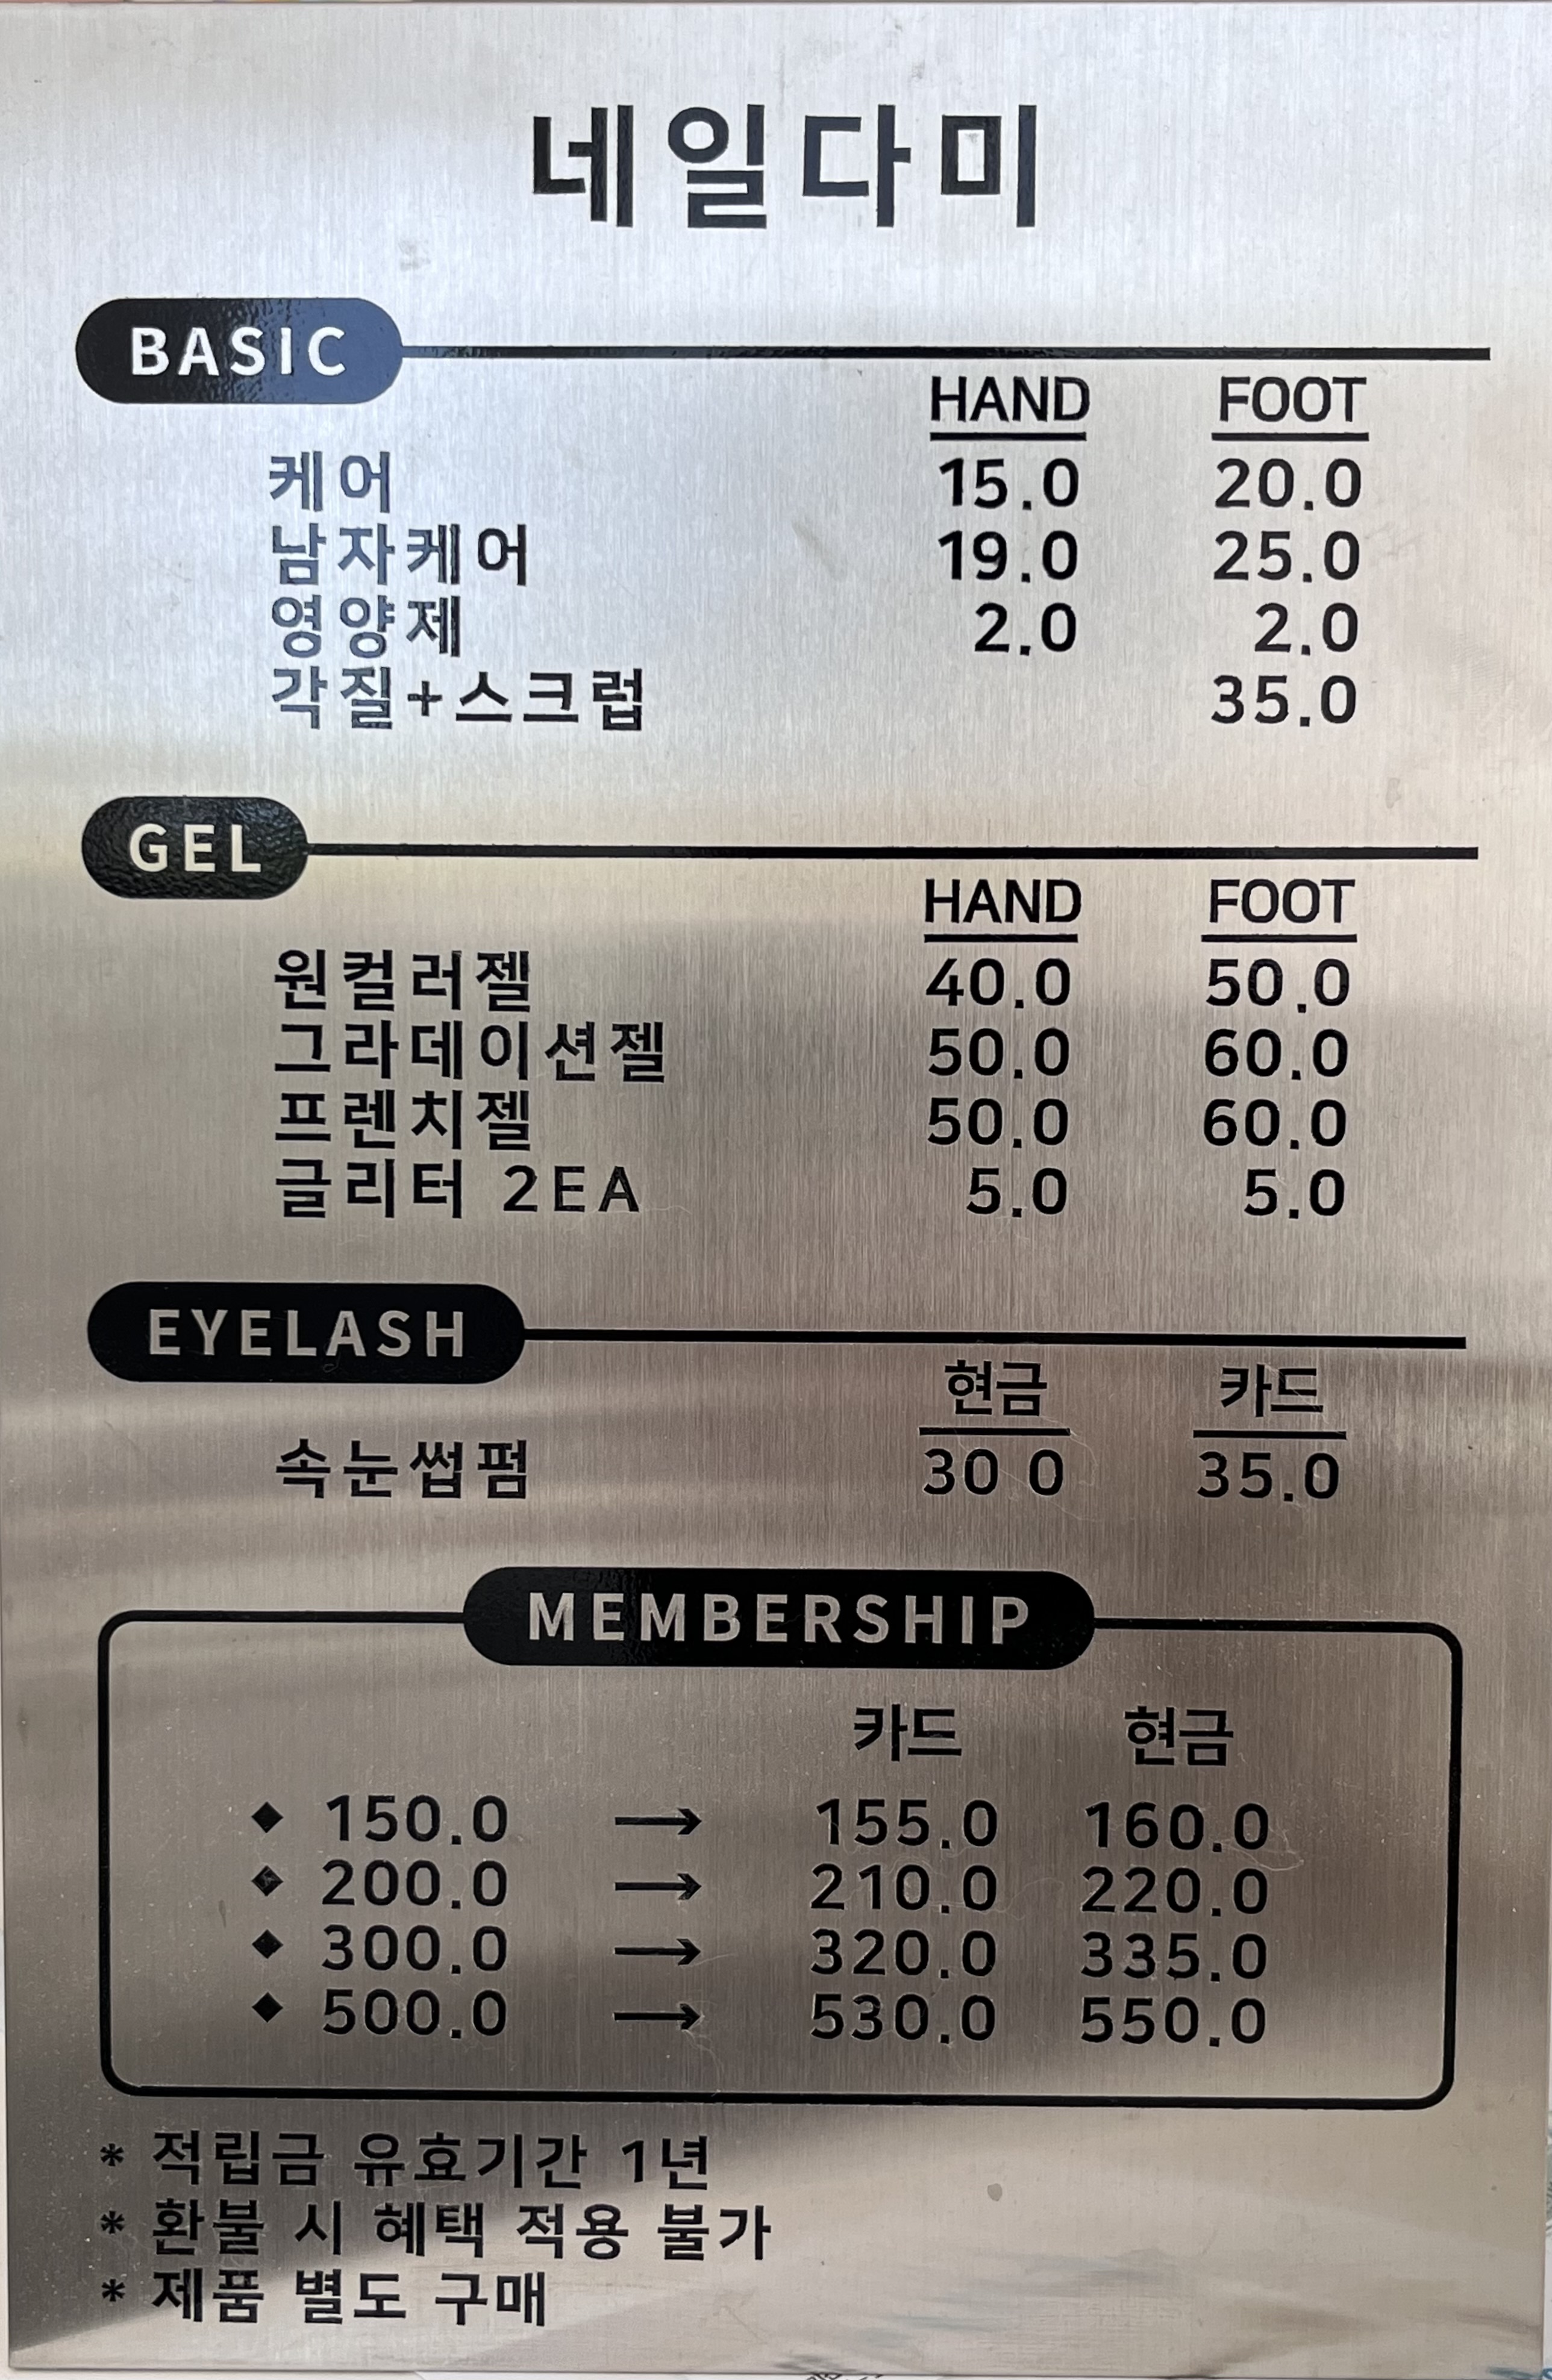 네일다미
BASIC
HAND FOOT
케어 15.0 20.0
남자케어 19.0 25.0
영양제 2.0 2.0
각질+스크럽 35.0
GEL
HAND FOOT
원컬러젤 40.0 50.0
그라데이션젤 50.0 60.0
프렌치젤 50.0 60.0
글리터 2EA 5.0 5.0
EYELASH
현금 카드
속눈썹펌 30 0 35.0
MEMBERSHIP
카드 현금
◆ 150.0 → 155.0 160.0
◆ 200.0 → 210.0 220.0
◆ 300.0 → 320.0 335.0
◆ 500.0 → 530.0 550.0
* 적립금 유효기간 1년
* 환불 시 혜택 적용 불가
* 제품 별도 구매